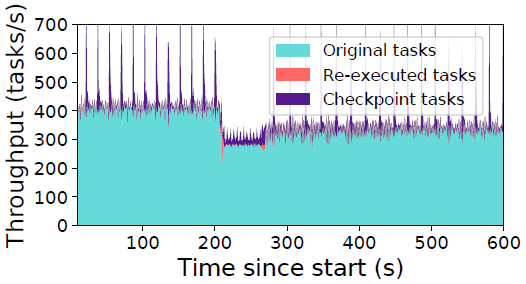 Throughput (tasks/s)
700
600
500
400
300
200
100
0
Original tasks
Re-executed tasks
Checkpoint tasks
100 200 300 400 500 600
Time since start (s)